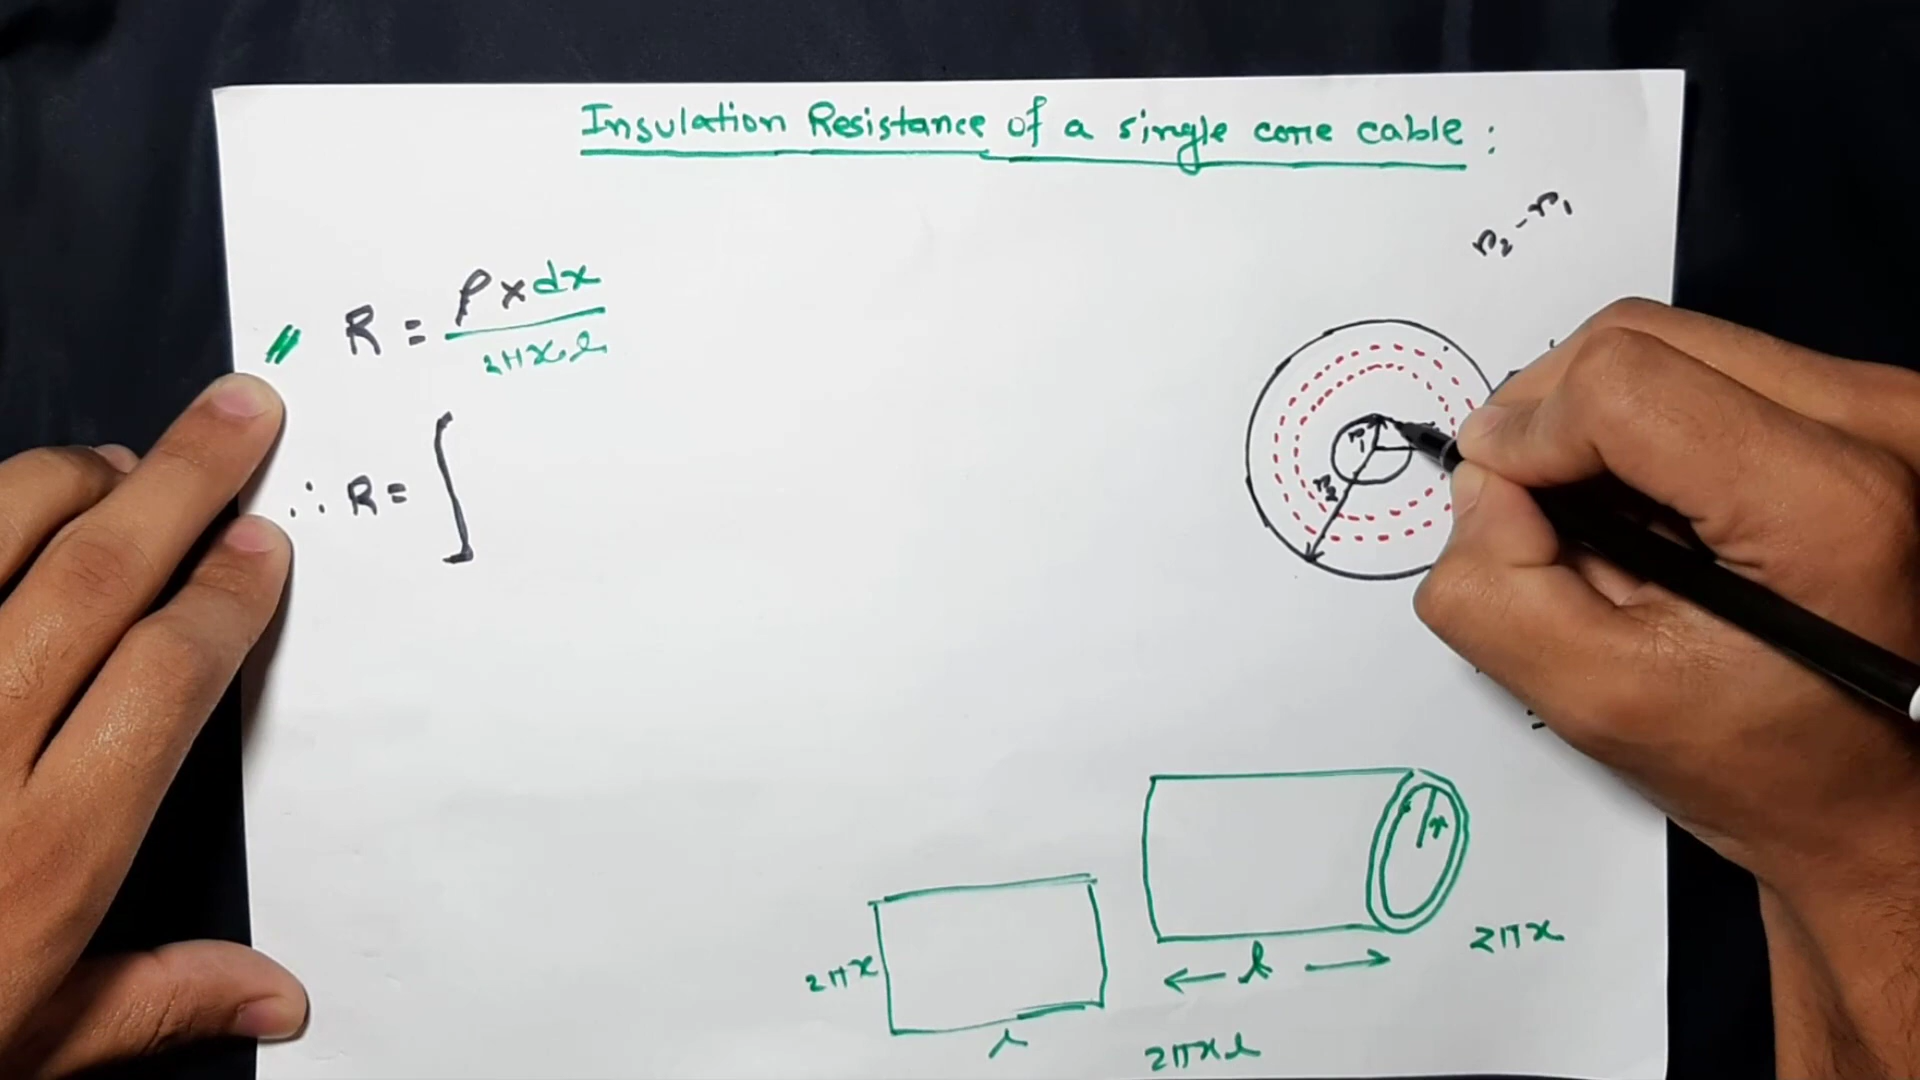 Insulation Resistance of a single core cable :
r₂ - r₁
R = ρ x dx / 2πx.l
∴ R = ∫
r₁
r₂
r
2πx
l
2πx
l
2πxl